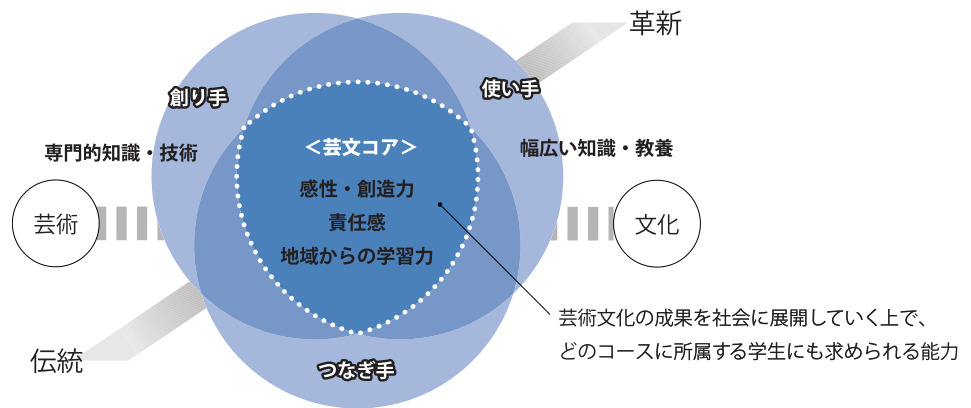 革新
創り手
使い手
専門的知識・技術
＜芸文コア＞
幅広い知識・教養
感性・創造力
責任感
地域からの学習力
芸術
文化
伝統
つなぎ手
芸術文化の成果を社会に展開していく上で、
どのコースに所属する学生にも求められる能力